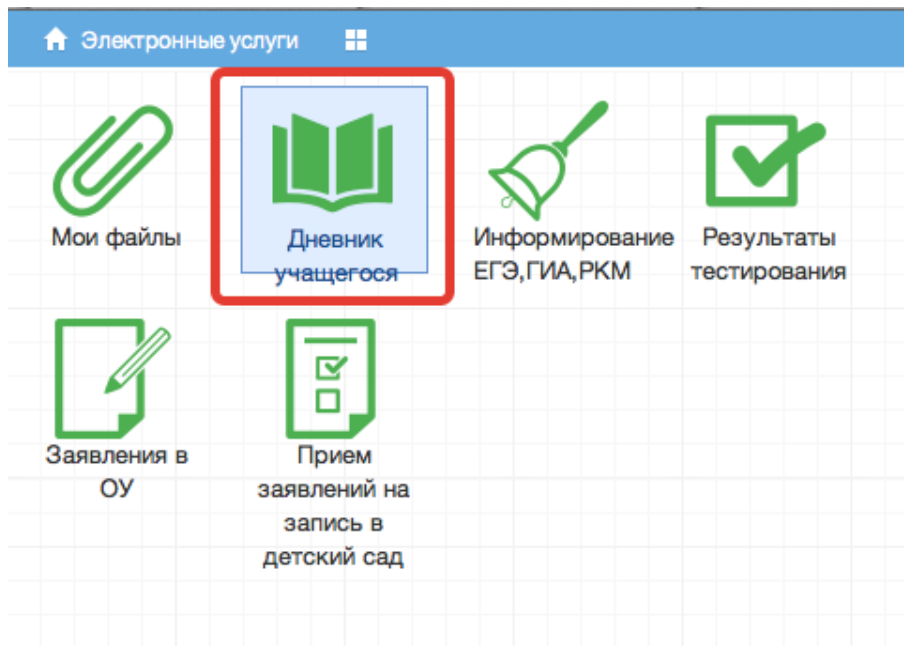 Электронные услуги
Мои файлы
Дневник
учащегося
Информирование
ЕГЭ,ГИА,РКМ
Результаты
тестирования
Заявления в
ОУ
Прием
заявлений на
запись в
детский сад